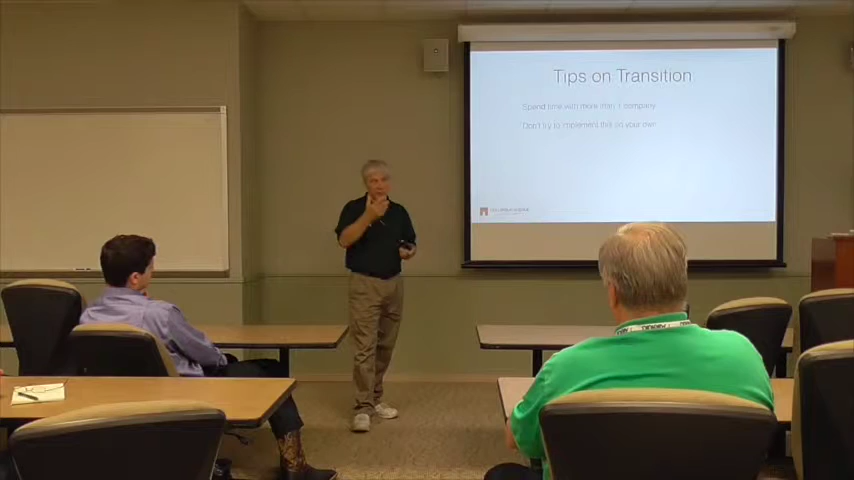 Tips on Transition
Spend time with more than 1 company
Don't try to implement this on your own